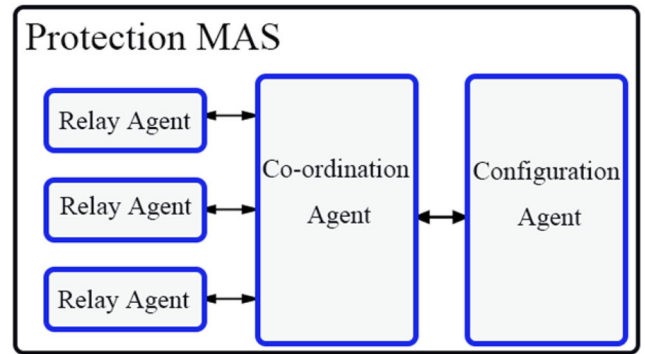 Protection MAS
Relay Agent
Relay Agent
Relay Agent
Co-ordination
Agent
Configuration
Agent